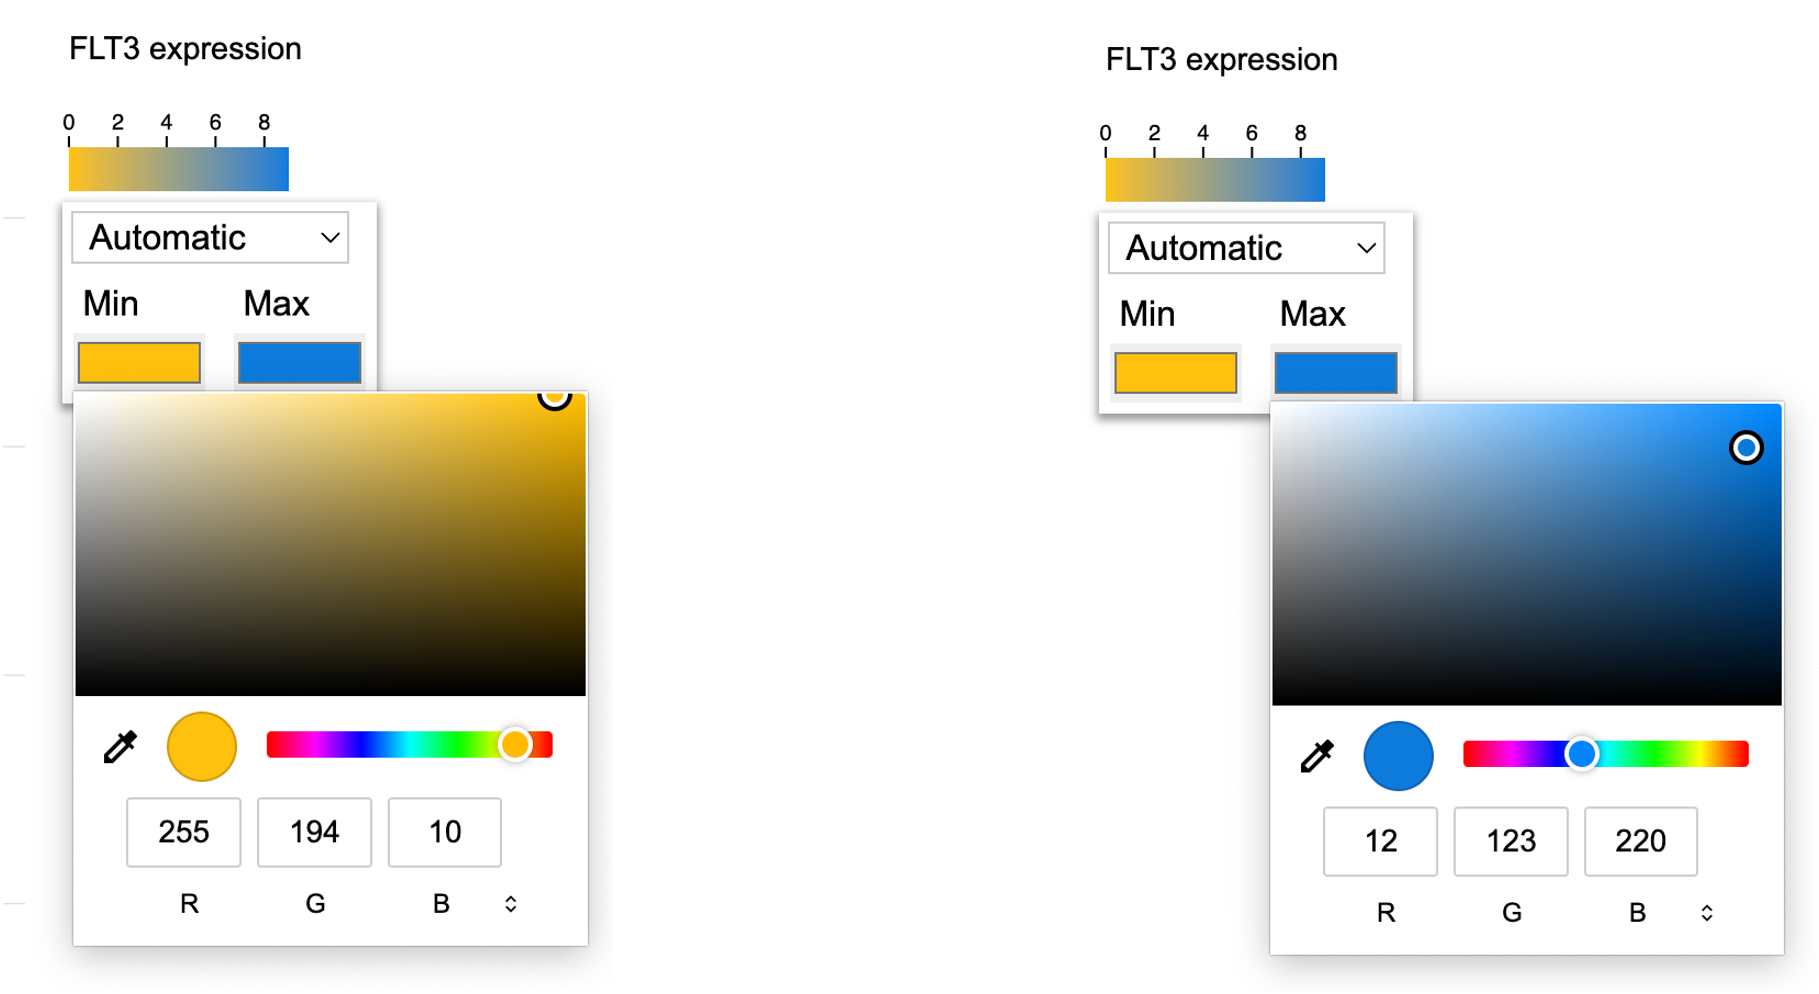 FLT3 expression
0 2 4 6 8
Automatic
Min Max
255 194 10
R G B
FLT3 expression
0 2 4 6 8
Automatic
Min Max
12 123 220
R G B